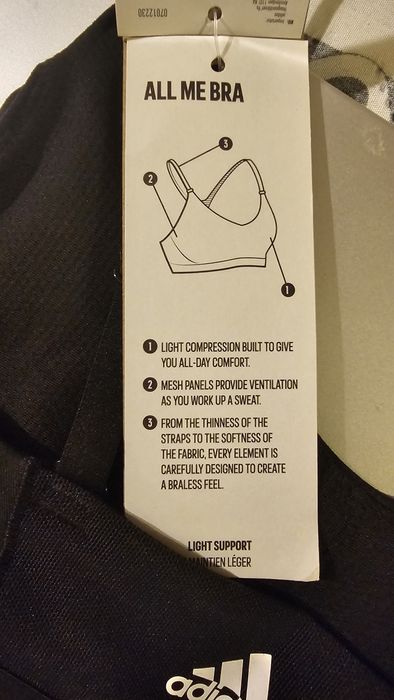 07012230
ALL ME BRA
3
2
1
1 LIGHT COMPRESSION BUILT TO GIVE
YOU ALL-DAY COMFORT.
2 MESH PANELS PROVIDE VENTILATION
AS YOU WORK UP A SWEAT.
3 FROM THE THINNESS OF THE
STRAPS TO THE SOFTNESS OF
THE FABRIC, EVERY ELEMENT IS
CAREFULLY DESIGNED TO CREATE
A BRALESS FEEL.
LIGHT SUPPORT
MAINTIEN LÉGER
adidas